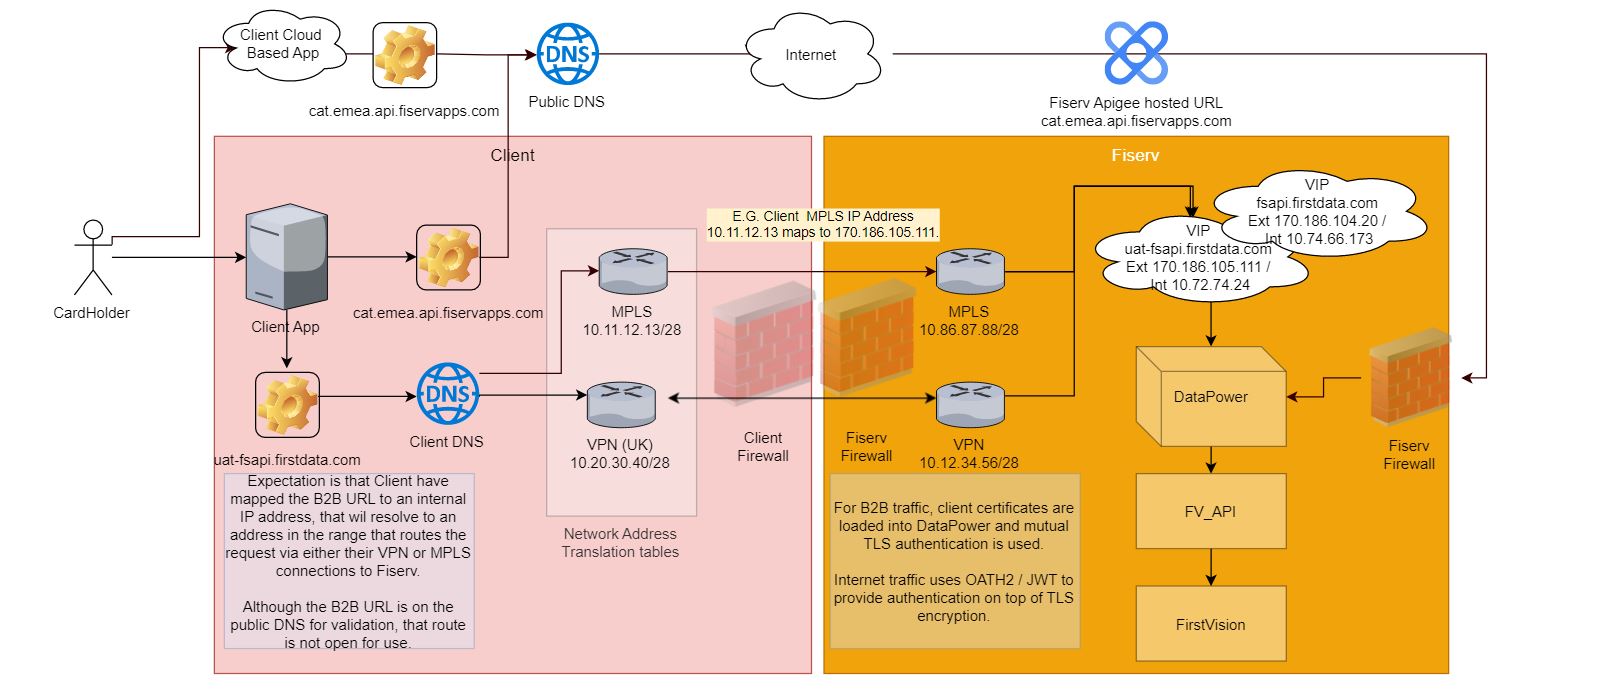 Client Cloud
Based App
cat.emea.api.fiservapps.com
DNS
Public DNS
Internet
Fiserv Apigee hosted URL
cat.emea.api.fiservapps.com
Client
Fiserv
CardHolder
Client App
cat.emea.api.fiservapps.com
E.G. Client MPLS IP Address
10.11.12.13 maps to 170.186.105.111.
VIP
fsapi.firstdata.com
Ext 170.186.104.20 /
Int 10.74.66.173
VIP
uat-fsapi.firstdata.com
Ext 170.186.105.111 /
Int 10.72.74.24
MPLS
10.11.12.13/28
MPLS
10.86.87.88/28
uat-fsapi.firstdata.com
DNS
Client DNS
VPN (UK)
10.20.30.40/28
Client
Firewall
Fiserv
Firewall
VPN
10.12.34.56/28
DataPower
Fiserv
Firewall
Expectation is that Client have
mapped the B2B URL to an internal
IP address, that wil resolve to an
address in the range that routes the
request via either their VPN or MPLS
connections to Fiserv.
Although the B2B URL is on the
public DNS for validation, that route
is not open for use.
Network Address
Translation tables
For B2B traffic, client certificates are
loaded into DataPower and mutual
TLS authentication is used.
Internet traffic uses OATH2 / JWT to
provide authentication on top of TLS
encryption.
FV_API
FirstVision